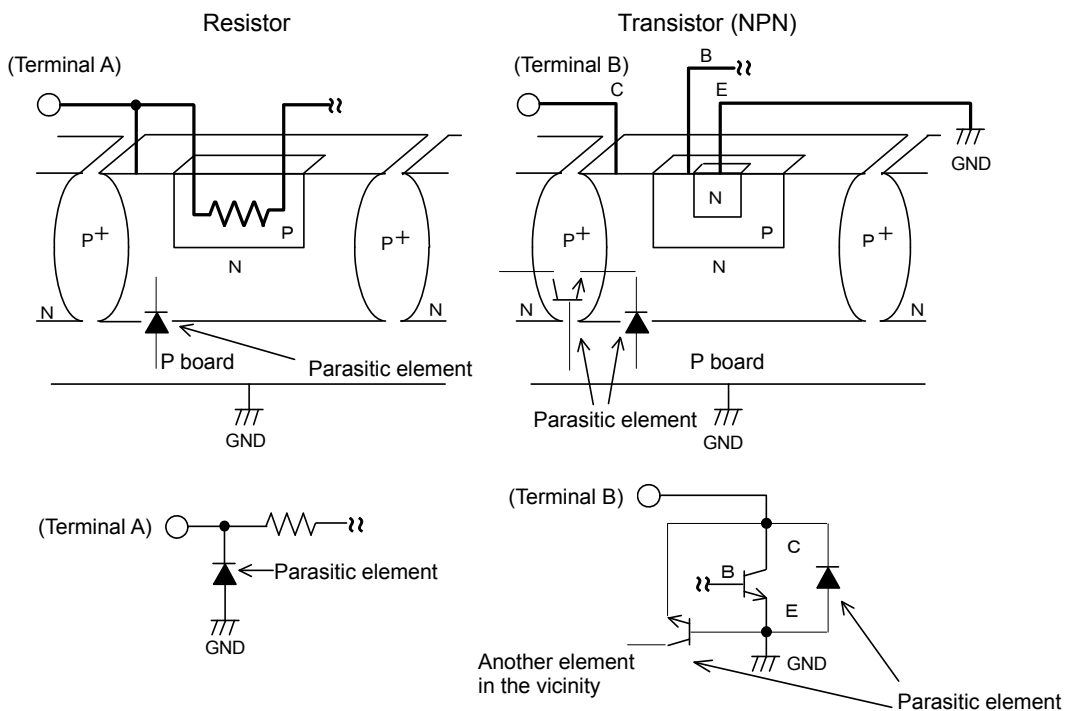 Resistor
(Terminal A)
P+
P
N
P+
N
N
P board
Parasitic element
GND
Transistor (NPN)
(Terminal B)
B
C
E
GND
N
P+
P
P+
N
N
N
P board
Parasitic element
GND
(Terminal A)
Parasitic element
GND
(Terminal B)
C
B
E
GND
Another element
in the vicinity
Parasitic element